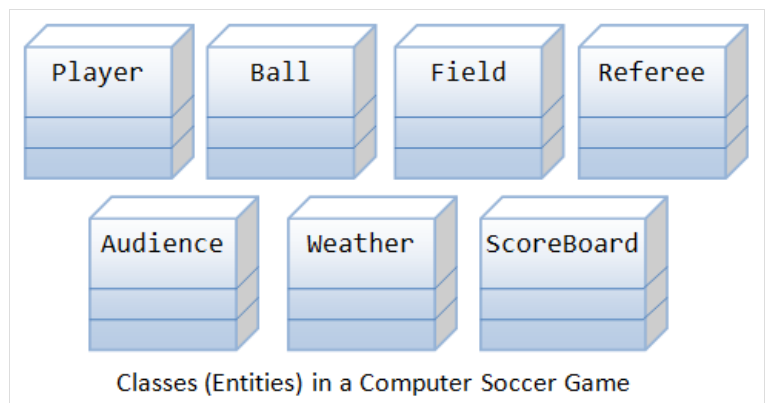 Player Ball Field Referee
Audience Weather ScoreBoard
Classes (Entities) in a Computer Soccer Game